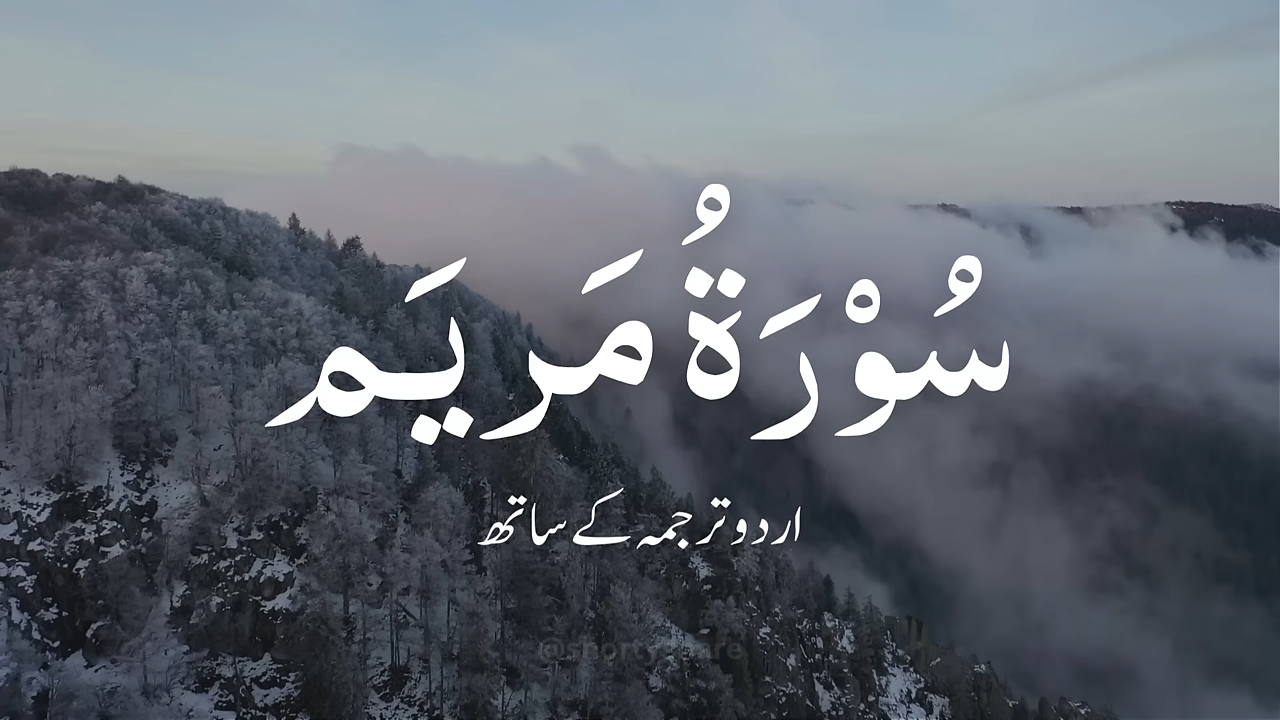 سُوْرَةُ مَريَم
اردو ترجمہ کے ساتھ